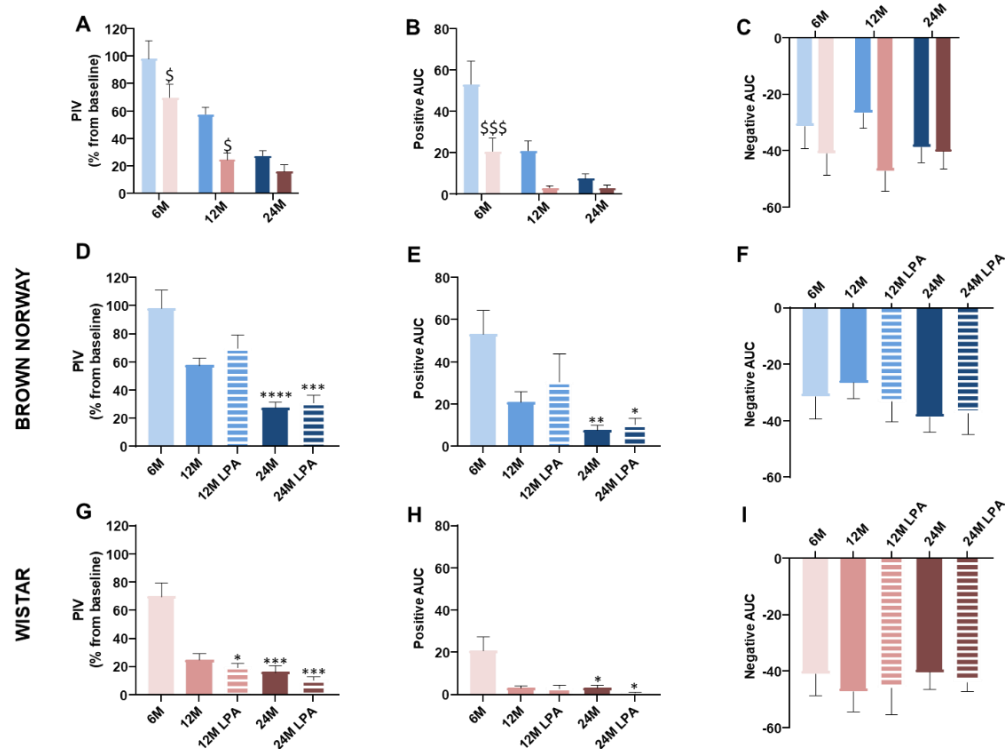 A
PIV
(% from baseline)
120
100
80
60
40
20
0
$
$
6M
12M
24M
B
Positive AUC
80
60
40
20
0
$$$
6M
12M
24M
C
6M
12M
24M
Negative AUC
0
-20
-40
-60
BROWN NORWAY
D
PIV
(% from baseline)
120
100
80
60
40
20
0
****
***
6M
12M
12M LPA
24M
24M LPA
E
Positive AUC
80
60
40
20
0
**
*
6M
12M
12M LPA
24M
24M LPA
F
6M
12M
12M LPA
24M
24M LPA
Negative AUC
0
-20
-40
-60
WISTAR
G
PIV
(% from baseline)
120
100
80
60
40
20
0
*
***
***
6M
12M
12M LPA
24M
24M LPA
H
Positive AUC
80
60
40
20
0
*
*
6M
12M
12M LPA
24M
24M LPA
I
6M
12M
12M LPA
24M
24M LPA
Negative AUC
0
-20
-40
-60